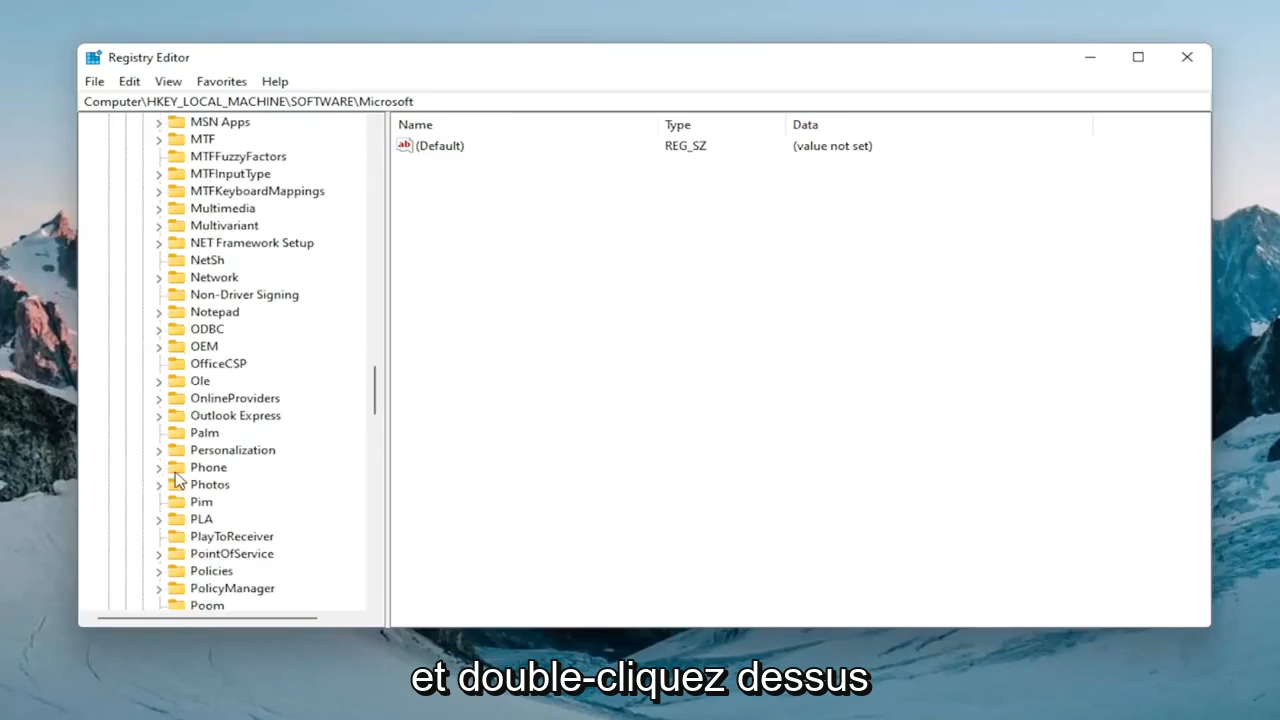 Registry Editor
File Edit View Favorites Help
Computer\HKEY_LOCAL_MACHINE\SOFTWARE\Microsoft
MSN Apps
MTF
MTFFuzzyFactors
MTFInputType
MTFKeyboardMappings
Multimedia
Multivariant
NET Framework Setup
NetSh
Network
Non-Driver Signing
Notepad
ODBC
OEM
OfficeCSP
Ole
OnlineProviders
Outlook Express
Palm
Personalization
Phone
Photos
Pim
PLA
PlayToReceiver
PointOfService
Policies
PolicyManager
Poom
Name Type Data
ab (Default) REG_SZ (value not set)
et double-cliquez dessus